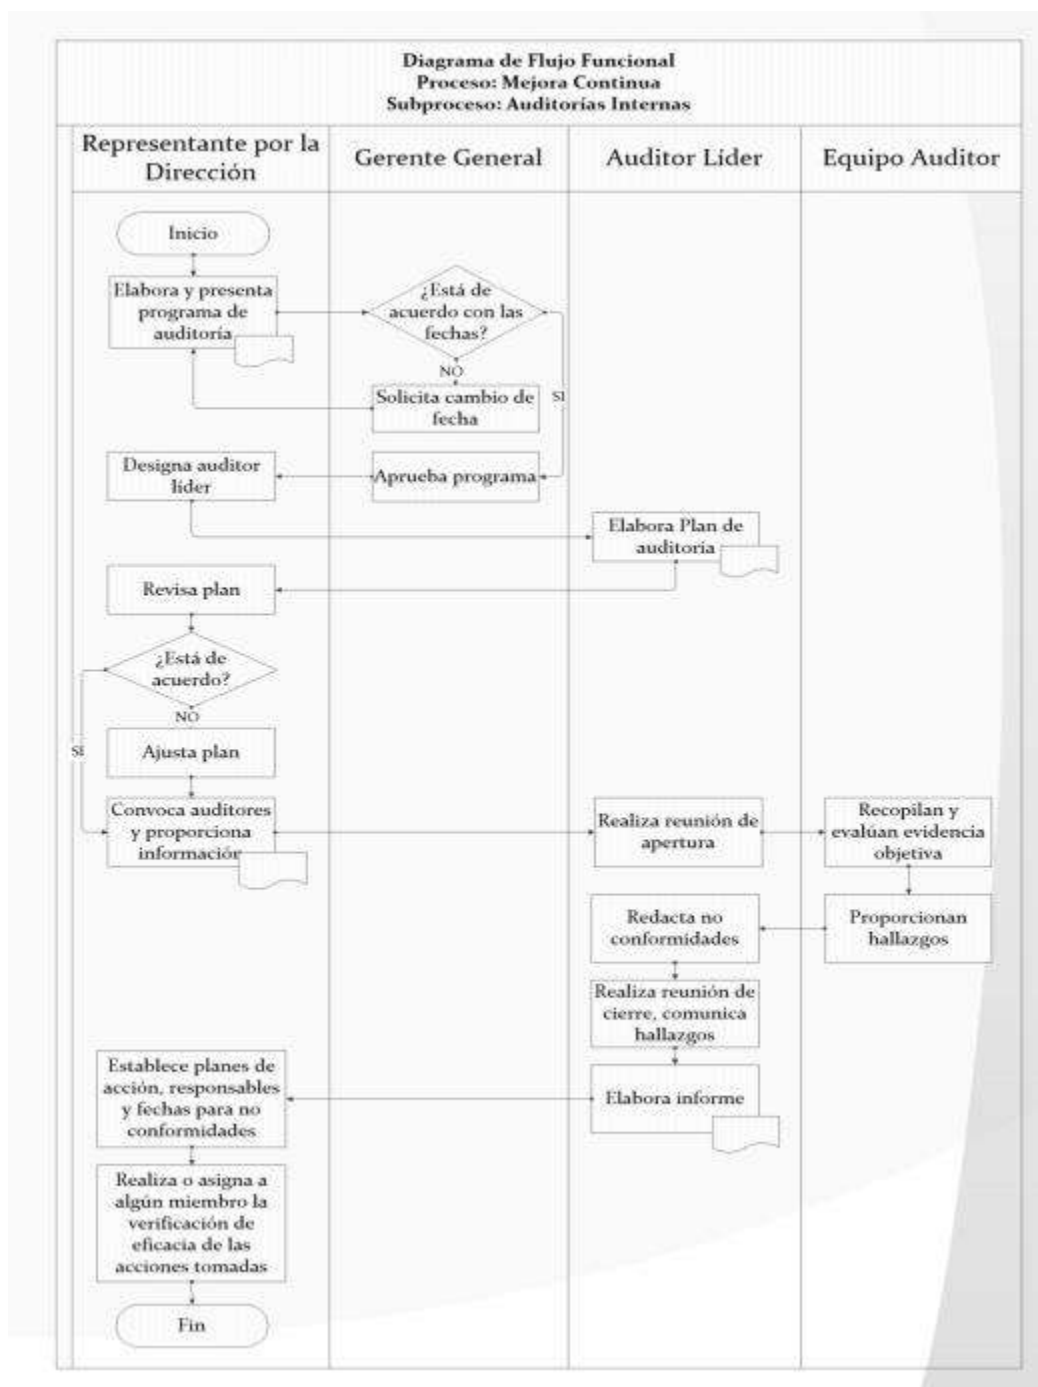 Diagrama de Flujo Funcional
Proceso: Mejora Continua
Subproceso: Auditorías Internas
Representante por la
Dirección
Gerente General
Auditor Líder
Equipo Auditor
Inicio
Elabora y presenta
programa de
auditoría
¿Está de
acuerdo con las
fechas?
NO
SI
Solicita cambio de
fecha
Designa auditor
líder
Aprueba programa
Elabora Plan de
auditoría
Revisa plan
¿Está de
acuerdo?
NO
SI
Ajusta plan
Convoca auditores
y proporciona
información
Realiza reunión de
apertura
Recopilan y
evalúan evidencia
objetiva
Redacta no
conformidades
Proporcionan
hallazgos
Realiza reunión de
cierre, comunica
hallazgos
Establece planes de
acción, responsables
y fechas para no
conformidades
Elabora informe
Realiza o asigna a
algún miembro la
verificación de
eficacia de las
acciones tomadas
Fin